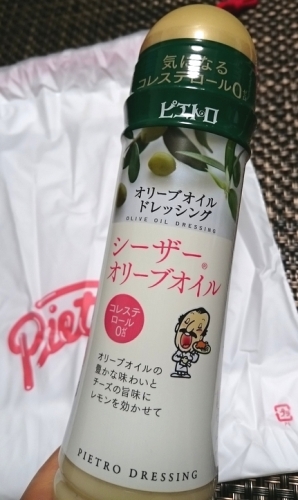 気になる
コレステロール0ﾖ
ピエトロ
オリーブオイル
ドレッシング
OLIVE OIL DRESSING
シーザー®
オリーブオイル
コレステ
ロール
0
オリーブオイルの
豊かな味わいと
チーズの旨味に
レモンを効かせて
PIETRO DRESSING
Piet
プラ